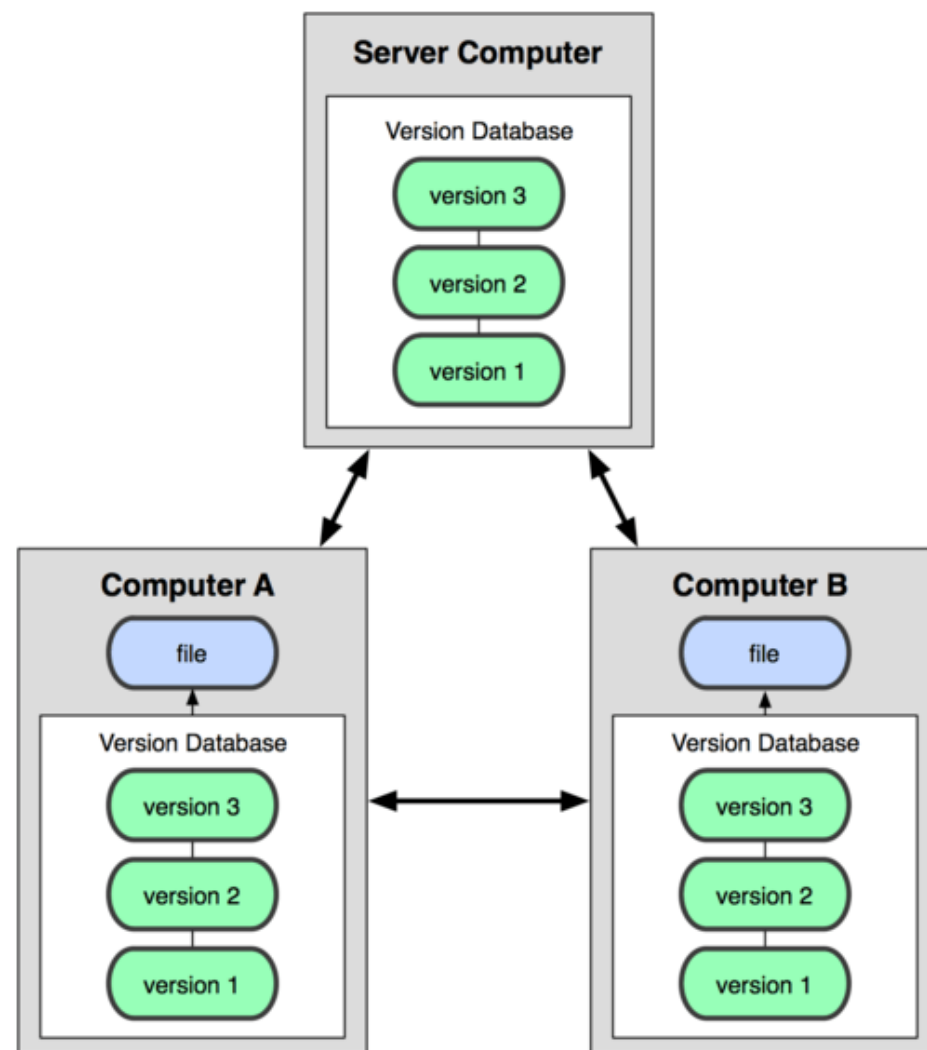 Server Computer
Version Database
version 3
version 2
version 1
Computer A
file
Version Database
version 3
version 2
version 1
Computer B
file
Version Database
version 3
version 2
version 1